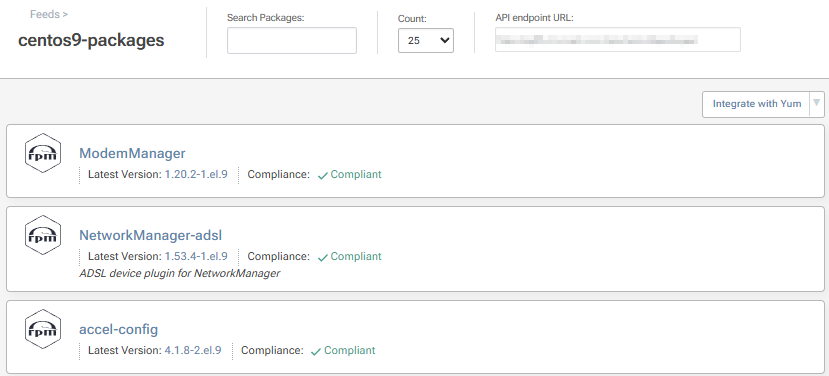 Feeds >
centos9-packages
Search Packages:
Count:
25
API endpoint URL:
Integrate with Yum
rpm
ModemManager
Latest Version: 1.20.2-1.el.9 Compliance: Compliant
rpm
NetworkManager-adsl
Latest Version: 1.53.4-1.el.9 Compliance: Compliant
ADSL device plugin for NetworkManager
rpm
accel-config
Latest Version: 4.1.8-2.el.9 Compliance: Compliant